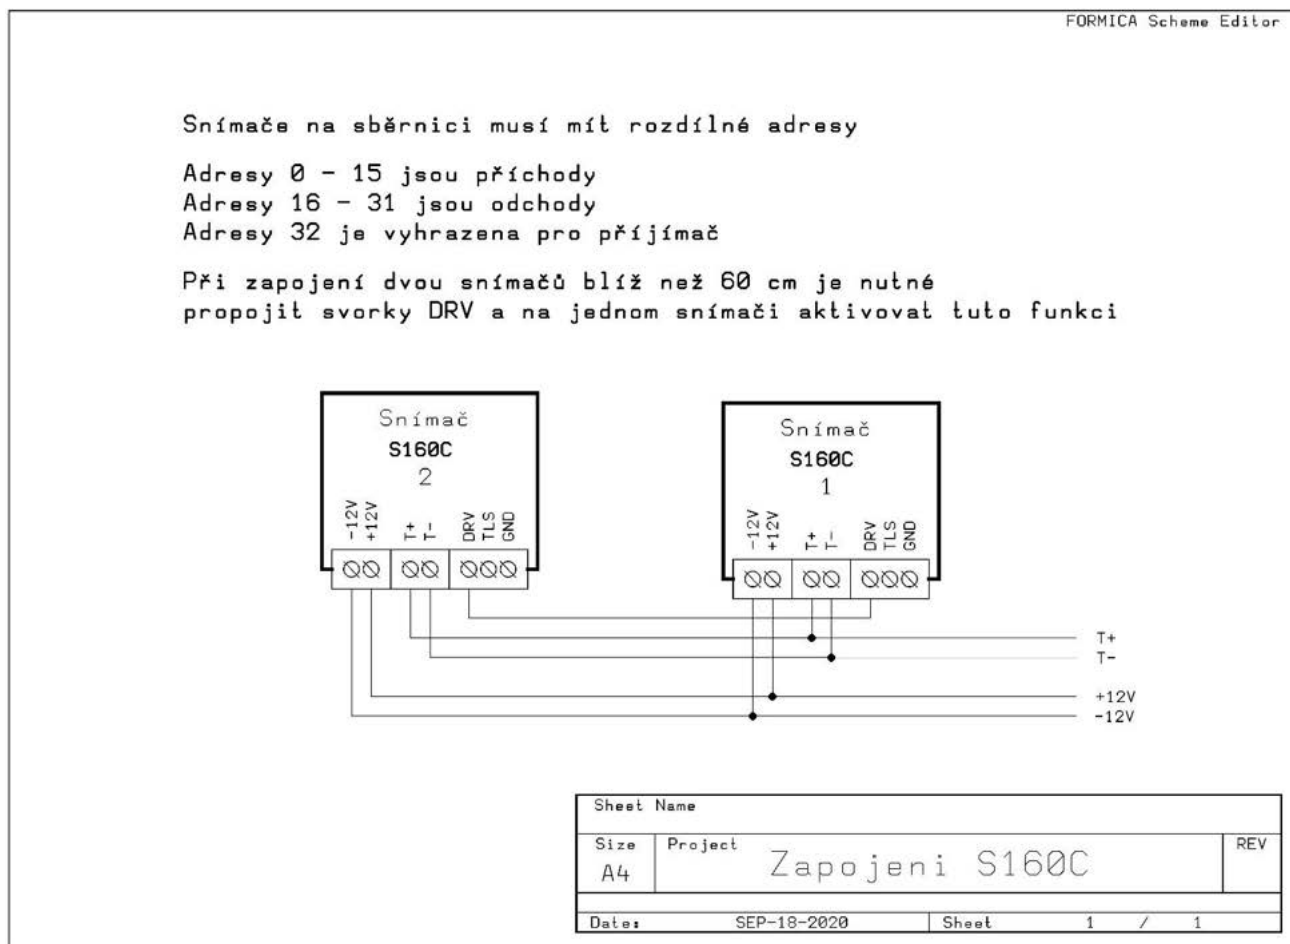 FORMICA Scheme Editor
Snímače na sběrnici musí mít rozdílné adresy
Adresy 0 - 15 jsou příchody
Adresy 16 - 31 jsou odchody
Adresy 32 je vyhrazena pro příjímač
Při zapojení dvou snímačů blíž než 60 cm je nutné
propojit svorky DRV a na jednom snímači aktivovat tuto funkci
Snímač
S160C
2
-12V +12V T+ T- DRV TLS GND
Snímač
S160C
1
-12V +12V T+ T- DRV TLS GND
T+
T-
+12V
-12V
Sheet Name
Size Project REV
A4 Zapojeni S160C
Date: SEP-18-2020 Sheet 1 / 1